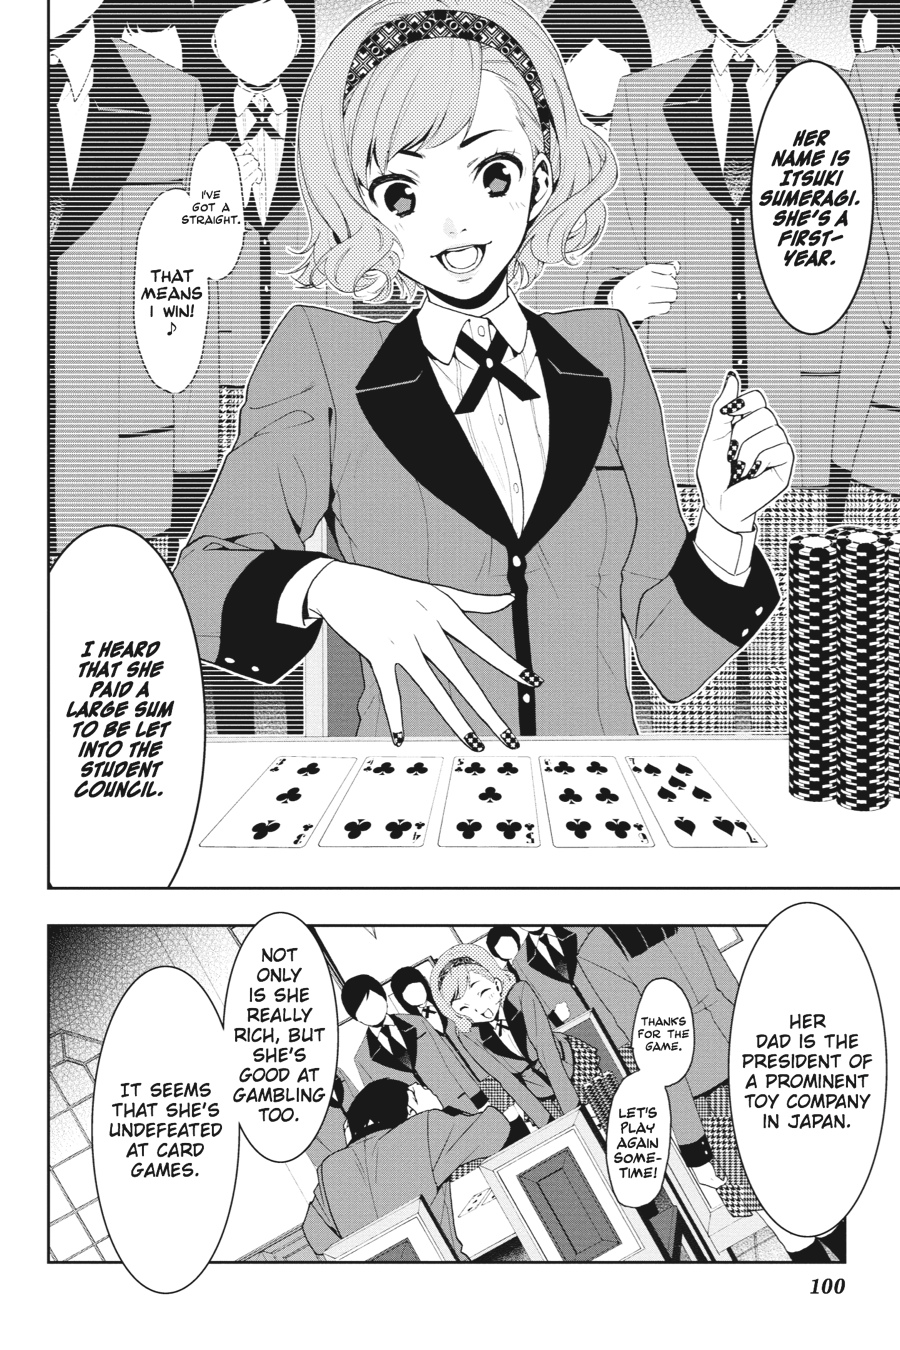 HER
NAME IS
ITSUKI
SUMERAGI.
SHE'S A
FIRST-
YEAR.
I'VE
GOT A
STRAIGHT.
THAT
MEANS
I WIN!
♪
I HEARD
THAT SHE
PAID A
LARGE SUM
TO BE LET
INTO THE
STUDENT
COUNCIL.
HER
DAD IS THE
PRESIDENT OF
A PROMINENT
TOY COMPANY
IN JAPAN.
THANKS
FOR THE
GAME.
LET'S
PLAY
AGAIN
SOME-
TIME!
NOT
ONLY
IS SHE
REALLY
RICH, BUT
SHE'S
GOOD AT
GAMBLING
TOO.
IT SEEMS
THAT SHE'S
UNDEFEATED
AT CARD
GAMES.
100